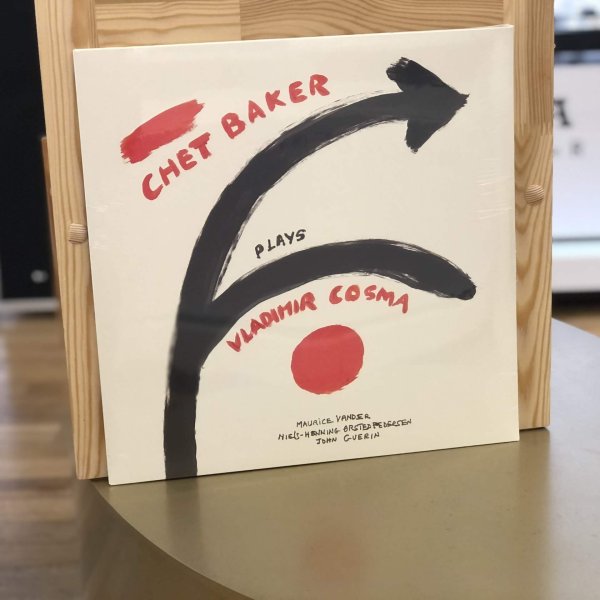 CHET BAKER
PLAYS
VLADIMIR COSMA
MAURICE VANDER
NIELS-HENNING ØRSTED PEDERSEN
JOHN GUERIN